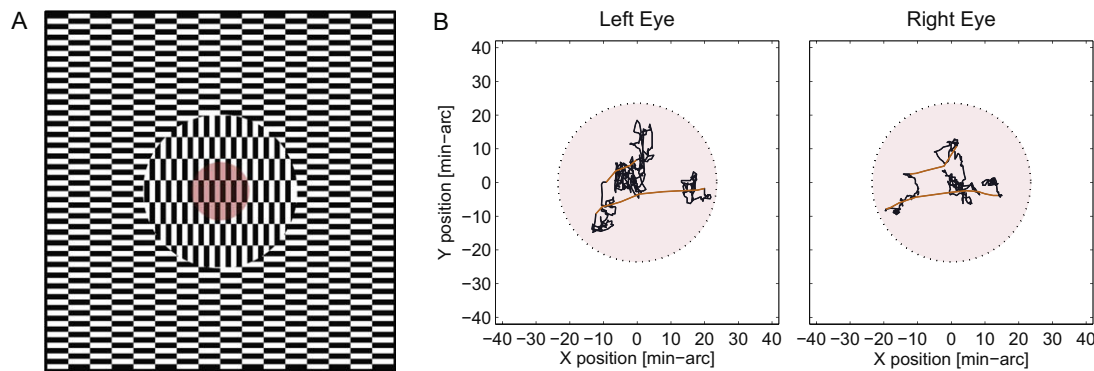 A
B
Left Eye
Right Eye
Y position [min−arc]
40
30
20
10
0
−10
−20
−30
−40
−40 −30 −20 −10 0 10 20 30 40
−40 −30 −20 −10 0 10 20 30 40
X position [min−arc]
X position [min−arc]